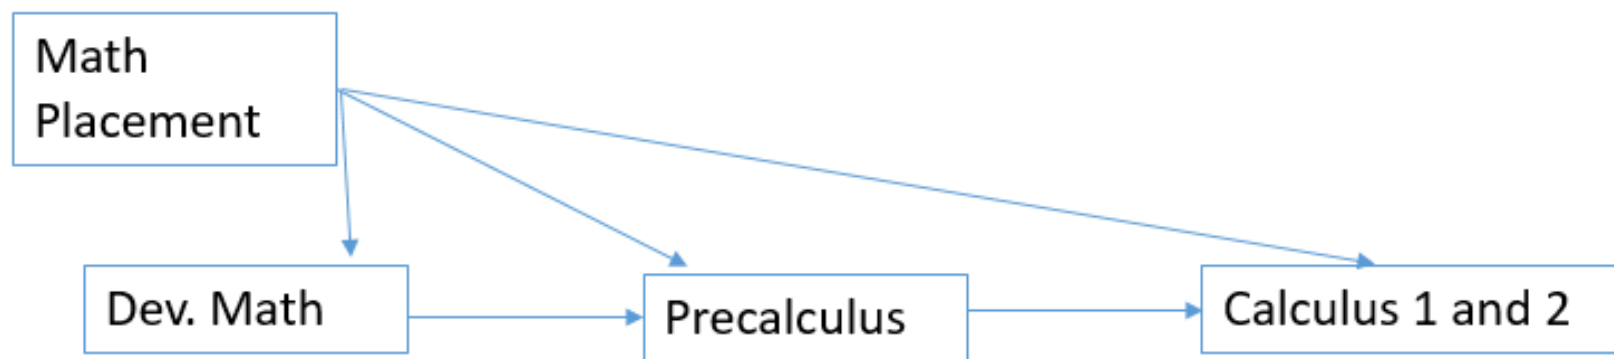 Math
Placement
Dev. Math
Precalculus
Calculus 1 and 2